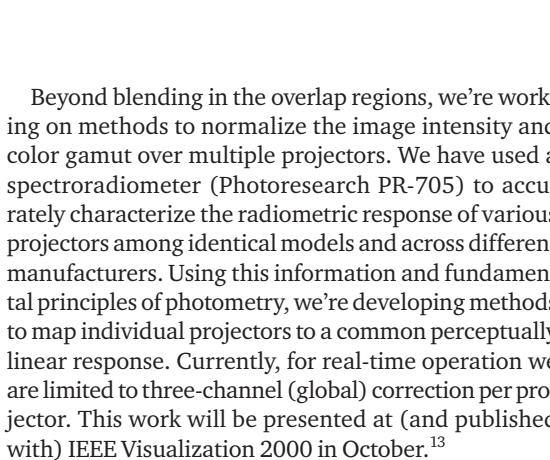 Beyond blending in the overlap regions, we're work
ing on methods to normalize the image intensity and
color gamut over multiple projectors. We have used a
spectroradiometer (Photoresearch PR-705) to accu
rately characterize the radiometric response of various
projectors among identical models and across differen
manufacturers. Using this information and fundamen
tal principles of photometry, we're developing methods
to map individual projectors to a common perceptually
linear response. Currently, for real-time operation we
are limited to three-channel (global) correction per pro
jector. This work will be presented at (and published
with) IEEE Visualization 2000 in October.¹³